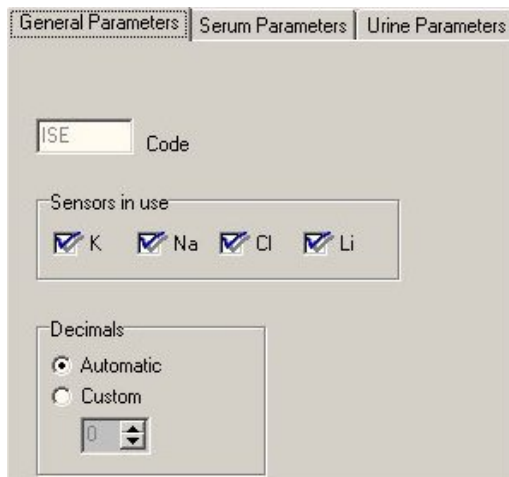 General Parameters Serum Parameters Urine Parameters
ISE Code
Sensors in use
K Na Cl Li
Decimals
Automatic
Custom
0